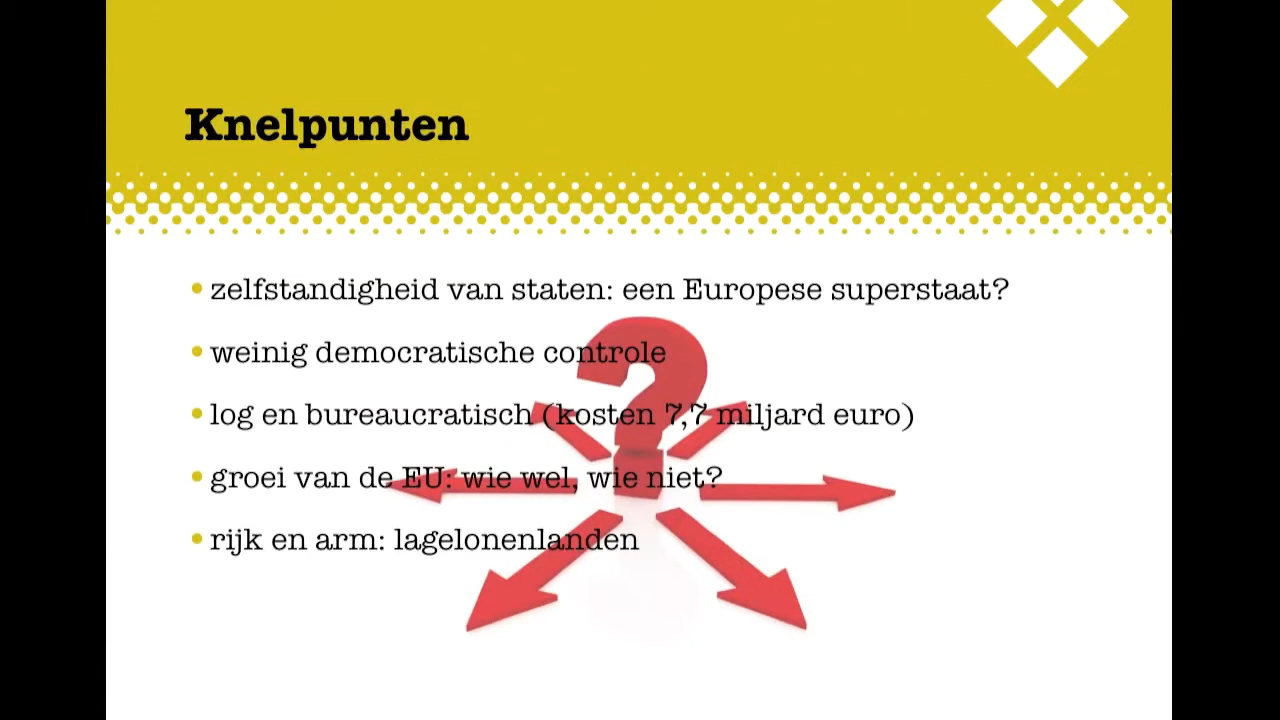 Knelpunten
• zelfstandigheid van staten: een Europese superstaat?
• weinig democratische controle
• log en bureaucratisch (kosten 7,7 miljard euro)
• groei van de EU: wie wel, wie niet?
• rijk en arm: lagelonenlanden